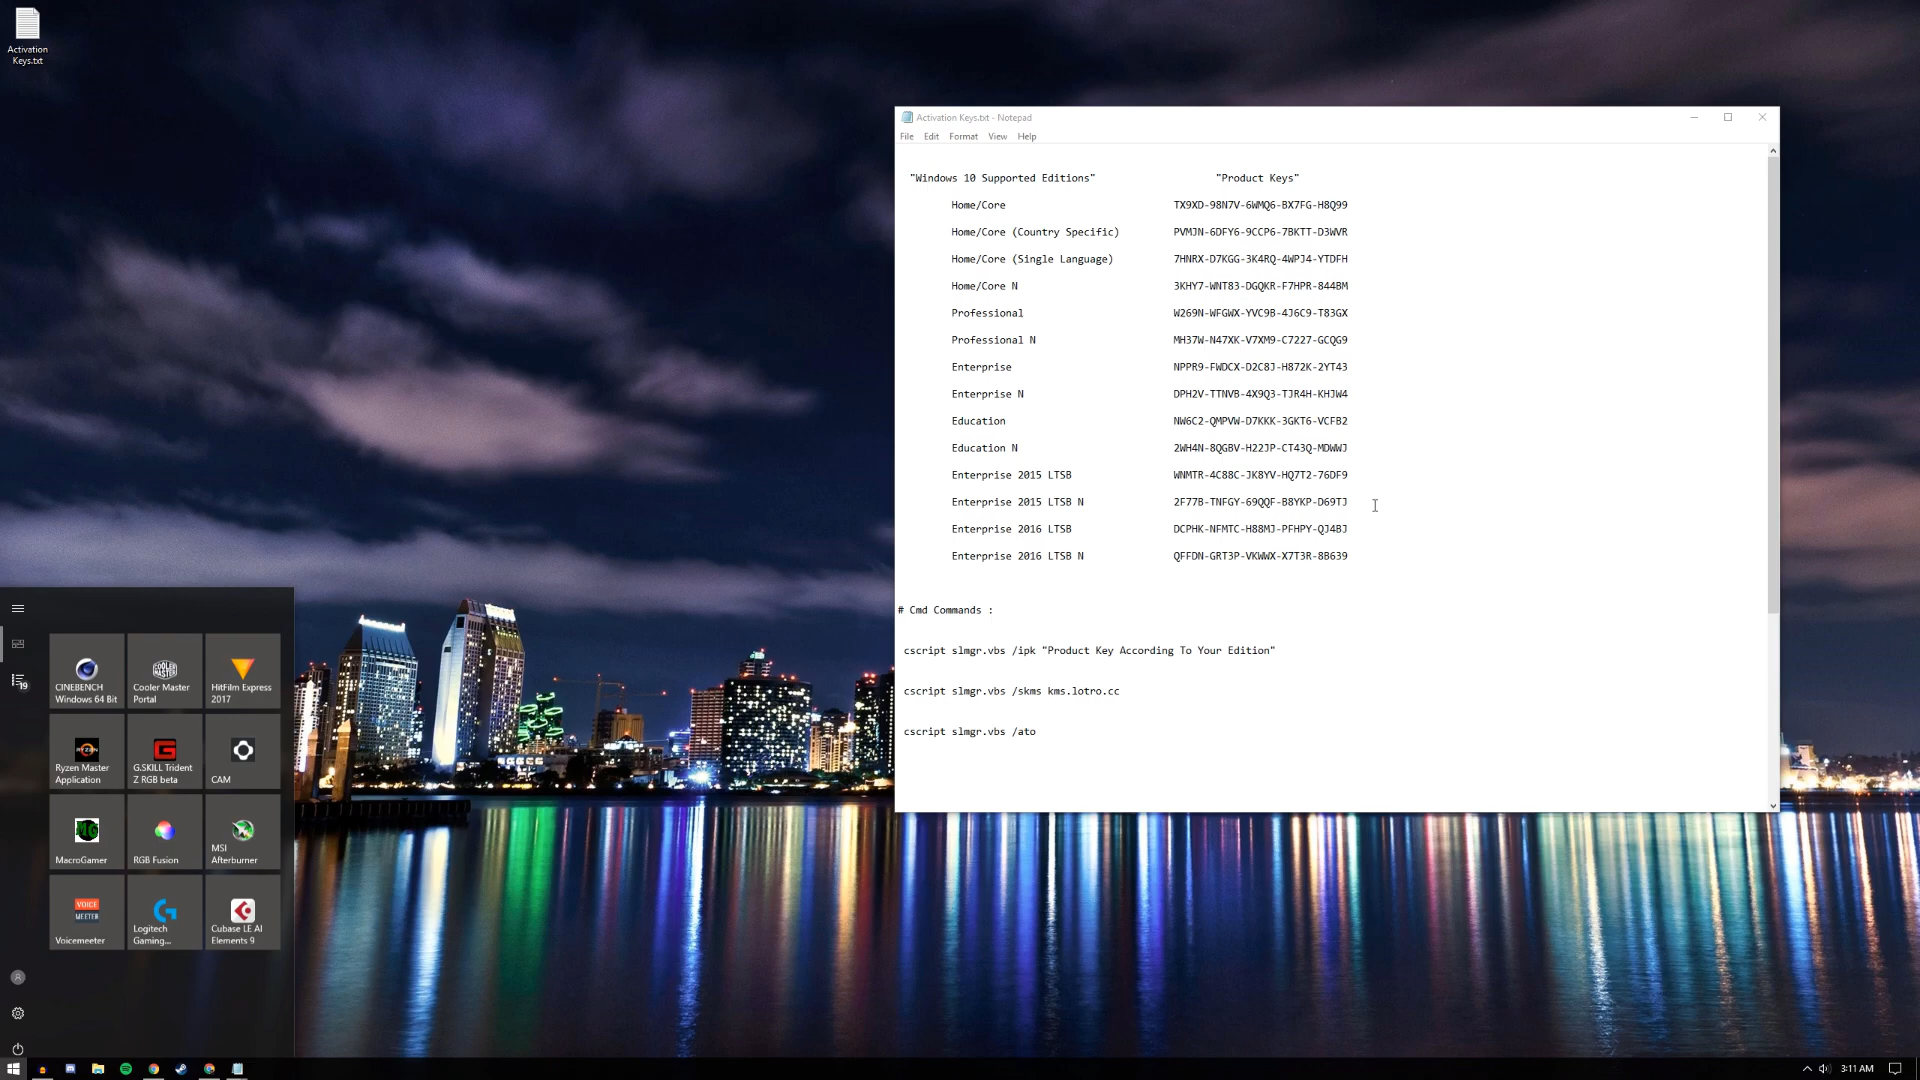 Activation
Keys.txt
Activation Keys.txt - Notepad
File Edit Format View Help
"Windows 10 Supported Editions" "Product Keys"
Home/Core TX9XD-98N7V-6WMQ6-BX7FG-H8Q99
Home/Core (Country Specific) PVMJN-6DFY6-9CCP6-7BKTT-D3WVR
Home/Core (Single Language) 7HNRX-D7KGG-3K4RQ-4WPJ4-YTDFH
Home/Core N 3KHY7-WNT83-DGQKR-F7HPR-844BM
Professional W269N-WFGWX-YVC9B-4J6C9-T83GX
Professional N MH37W-N47XK-V7XM9-C7227-GCQG9
Enterprise NPPR9-FWDCX-D2C8J-H872K-2YT43
Enterprise N DPH2V-TTNVB-4X9Q3-TJR4H-KHJW4
Education NW6C2-QMPVW-D7KKK-3GKT6-VCFB2
Education N 2WH4N-8QGBV-H22JP-CT43Q-MDWWJ
Enterprise 2015 LTSB WNMTR-4C88C-JK8YV-HQ7T2-76DF9
Enterprise 2015 LTSB N 2F77B-TNFGY-69QQF-B8YKP-D69TJ
Enterprise 2016 LTSB DCPHK-NFMTC-H88MJ-PFHPY-QJ4BJ
Enterprise 2016 LTSB N QFFDN-GRT3P-VKWWX-X7T3R-8B639
# Cmd Commands :
cscript slmgr.vbs /ipk "Product Key According To Your Edition"
cscript slmgr.vbs /skms kms.lotro.cc
cscript slmgr.vbs /ato
19
CINEBENCH
Windows 64 Bit
COOLER
MASTER
Cooler Master
Portal
HitFilm Express
2017
RYZEN
Ryzen Master
Application
G.SKILL Trident
Z RGB beta
CAM
MG
MacroGamer
RGB Fusion
MSI
Afterburner
VOICE
MEETER
Voicemeeter
Logitech
Gaming...
Cubase LE AI
Elements 9
3:11 AM